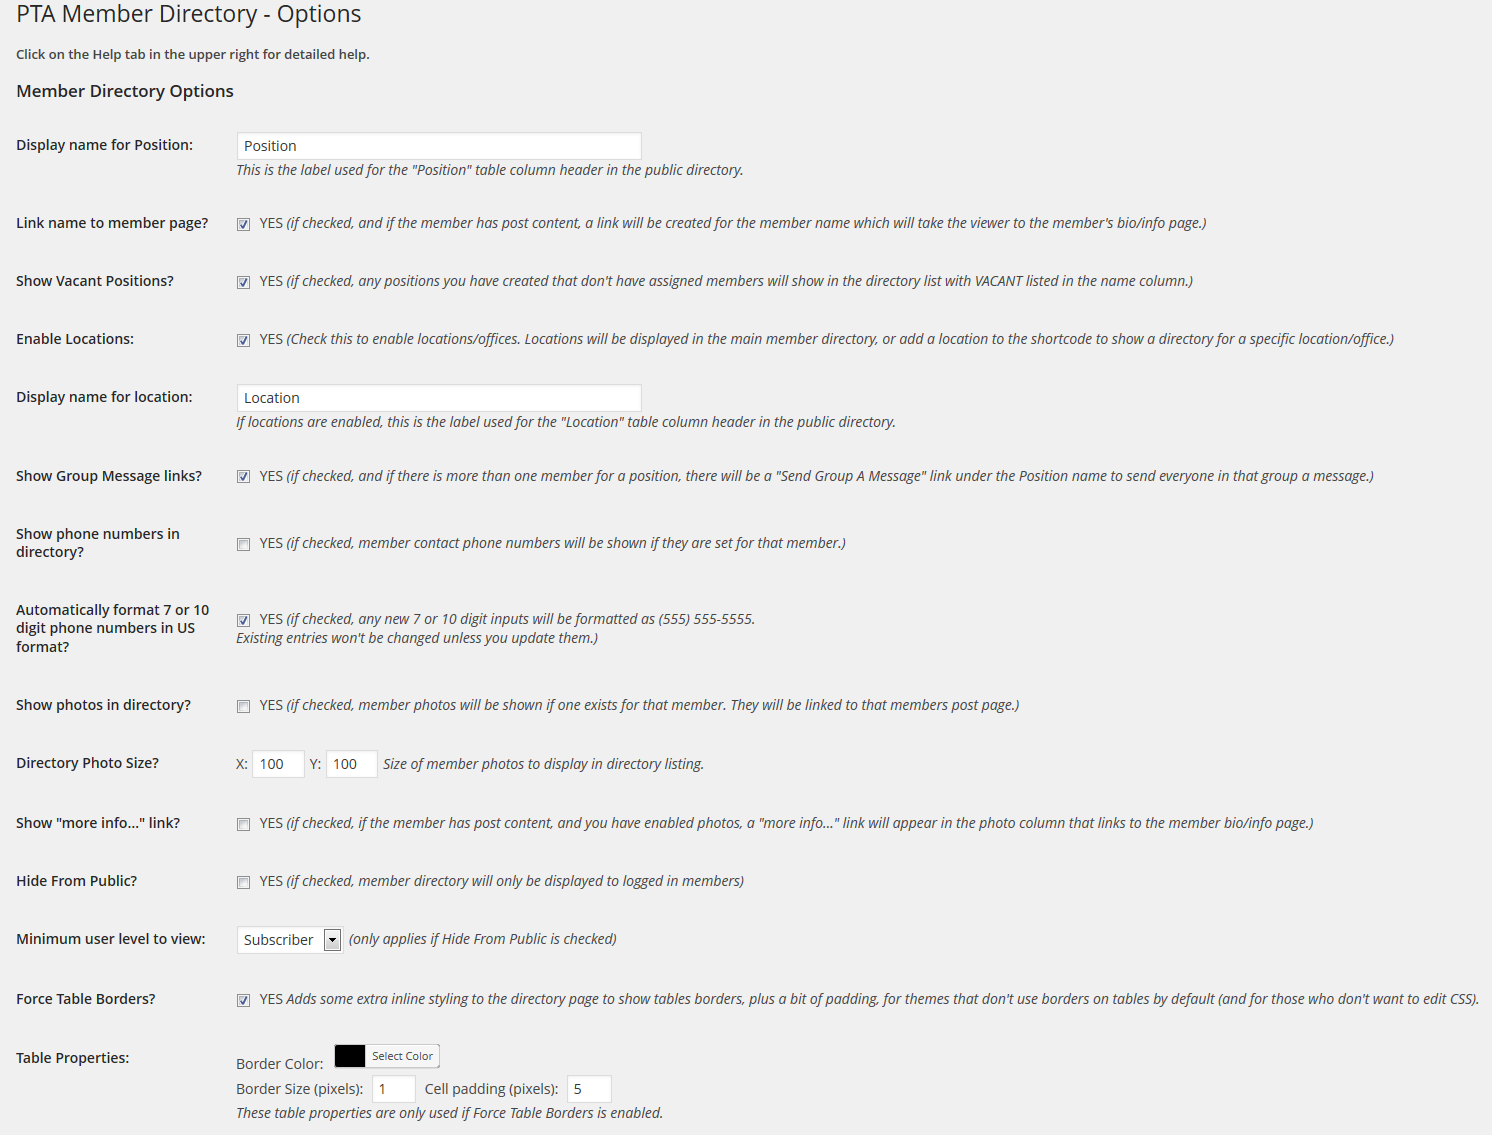 PTA Member Directory - Options
Click on the Help tab in the upper right for detailed help.
Member Directory Options
Display name for Position:
Position
This is the label used for the "Position" table column header in the public directory.
Link name to member page?
YES (if checked, and if the member has post content, a link will be created for the member name which will take the viewer to the member's bio/info page.)
Show Vacant Positions?
YES (if checked, any positions you have created that don't have assigned members will show in the directory list with VACANT listed in the name column.)
Enable Locations:
YES (Check this to enable locations/offices. Locations will be displayed in the main member directory, or add a location to the shortcode to show a directory for a specific location/office.)
Display name for location:
Location
If locations are enabled, this is the label used for the "Location" table column header in the public directory.
Show Group Message links?
YES (if checked, and if there is more than one member for a position, there will be a "Send Group A Message" link under the Position name to send everyone in that group a message.)
Show phone numbers in
directory?
YES (if checked, member contact phone numbers will be shown if they are set for that member.)
Automatically format 7 or 10
digit phone numbers in US
format?
YES (if checked, any new 7 or 10 digit inputs will be formatted as (555) 555-5555.
Existing entries won't be changed unless you update them.)
Show photos in directory?
YES (if checked, member photos will be shown if one exists for that member. They will be linked to that members post page.)
Directory Photo Size?
X: 100 Y: 100 Size of member photos to display in directory listing.
Show "more info..." link?
YES (if checked, if the member has post content, and you have enabled photos, a "more info..." link will appear in the photo column that links to the member bio/info page.)
Hide From Public?
YES (if checked, member directory will only be displayed to logged in members)
Minimum user level to view:
Subscriber (only applies if Hide From Public is checked)
Force Table Borders?
YES Adds some extra inline styling to the directory page to show tables borders, plus a bit of padding, for themes that don't use borders on tables by default (and for those who don't want to edit CSS).
Table Properties:
Border Color: Select Color
Border Size (pixels): 1 Cell padding (pixels): 5
These table properties are only used if Force Table Borders is enabled.